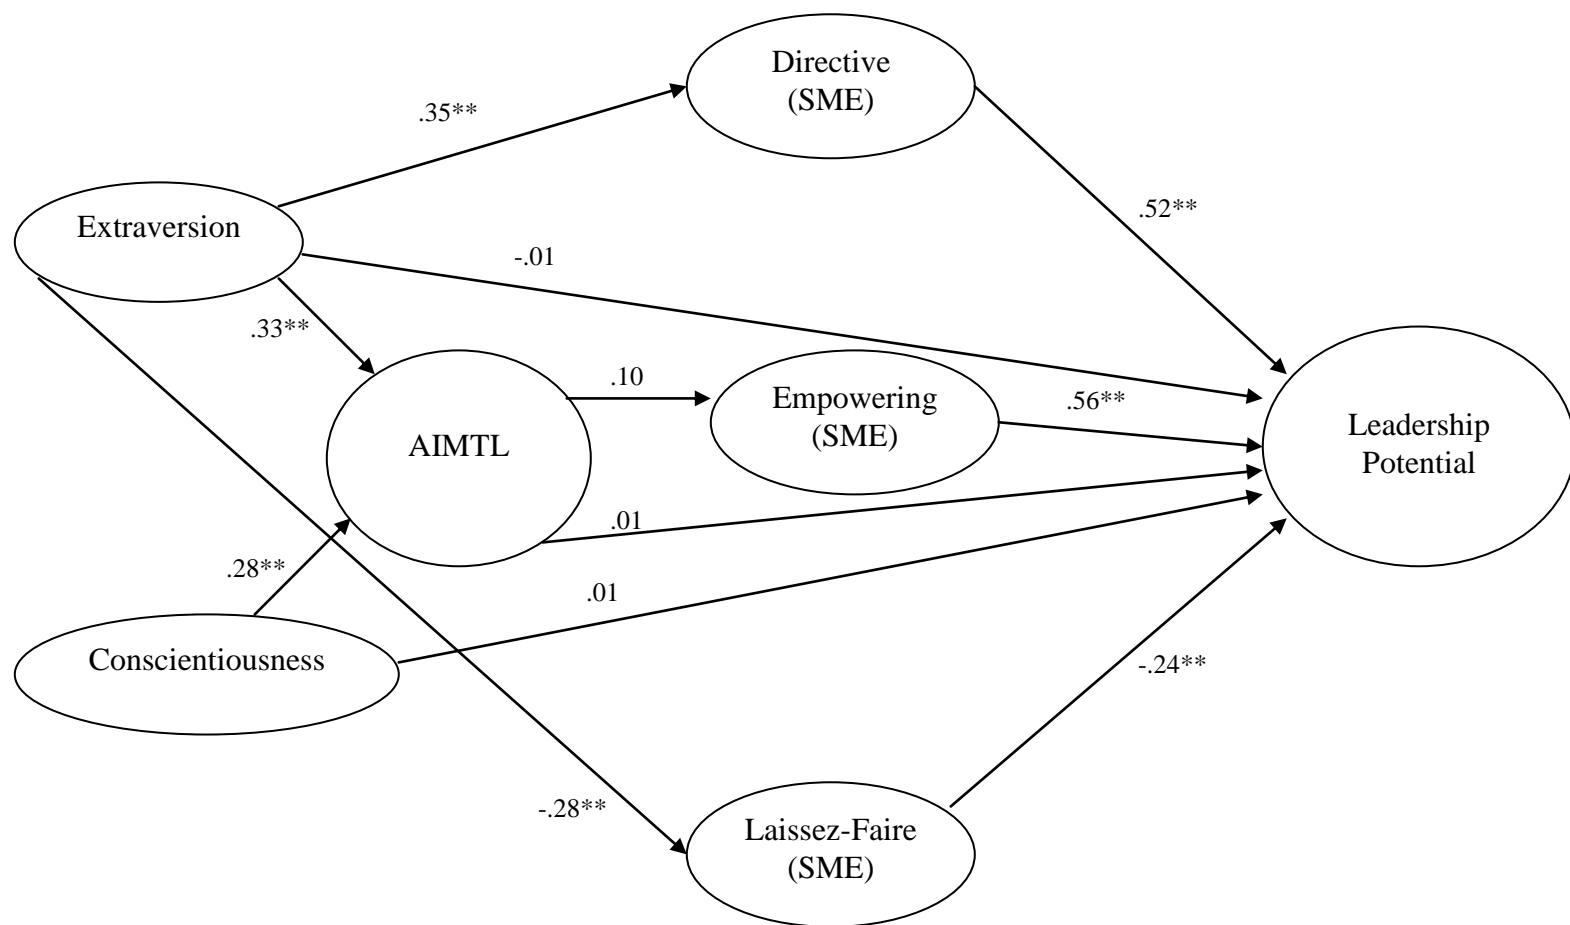 Directive
(SME)
.35**
.52**
Extraversion
-.01
.33**
.10
Empowering
(SME)
.56**
AIMTL
Leadership
Potential
.01
.28**
.01
Conscientiousness
-.24**
-.28**
Laissez-Faire
(SME)